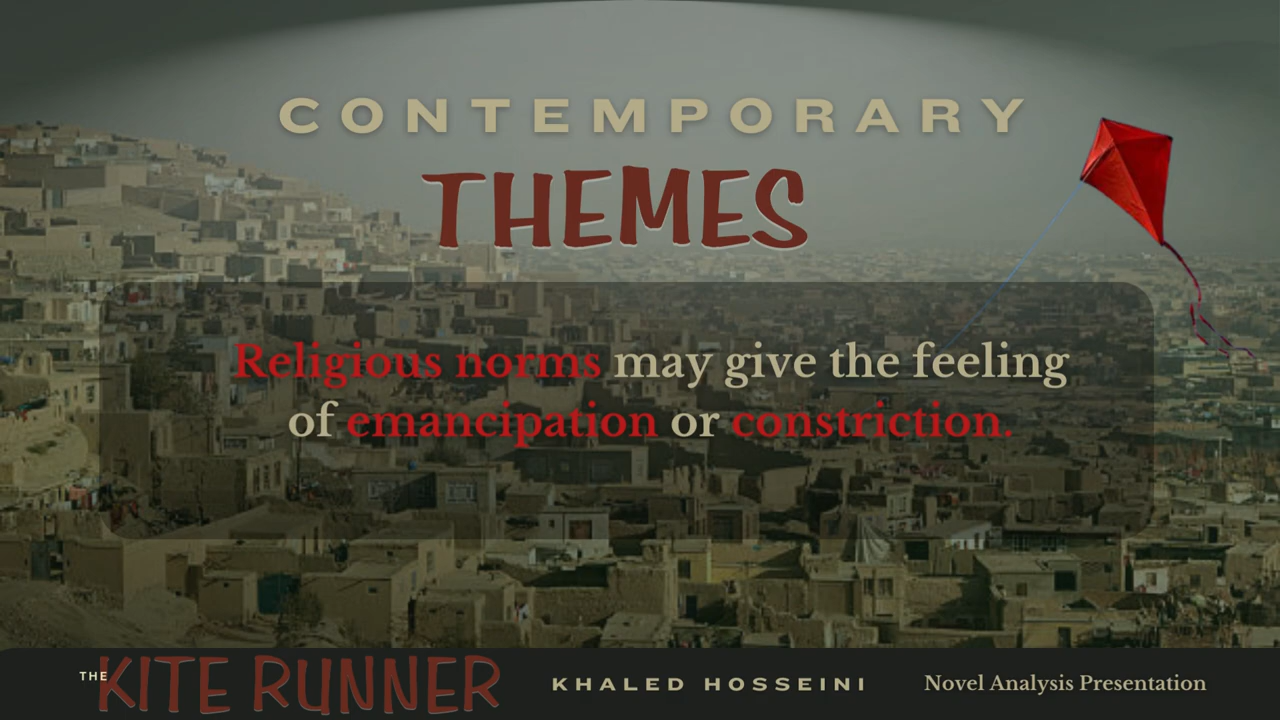 CONTEMPORARY
THEMES
Religious norms may give the feeling
of emancipation or constriction.
THE KITE RUNNER
KHALED HOSSEINI
Novel Analysis Presentation